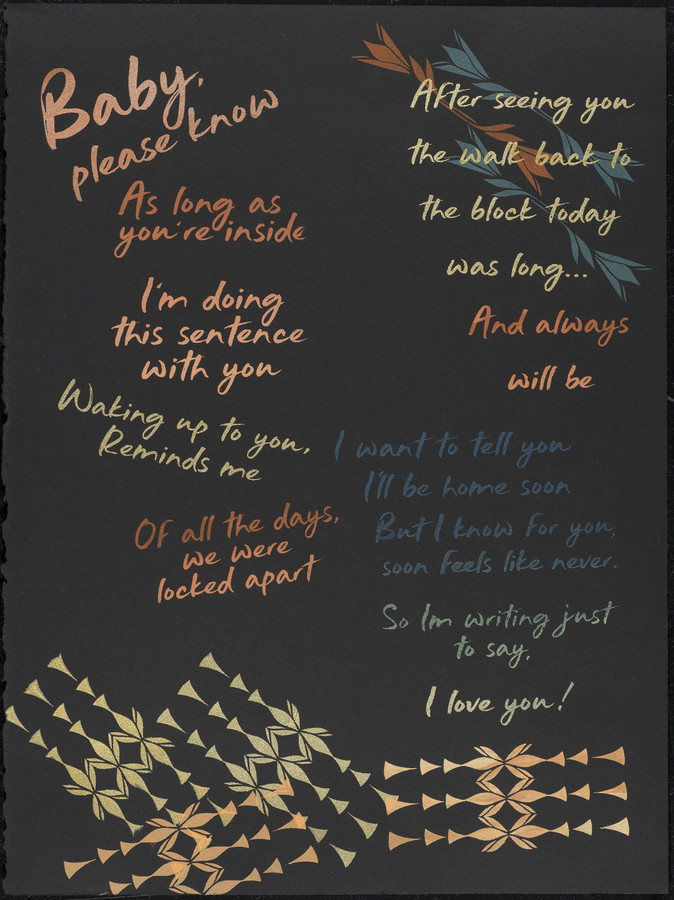 Baby,
please know
As long as
you're inside
I'm doing
this sentence
with you
Waking up to you,
Reminds me
Of all the days,
we were
locked apart
After seeing you
the walk back to
the block today
was long...
And always
will be
I want to tell you
I'll be home soon
But I know for you,
soon feels like never.
So Im writing just
to say,
I love you!